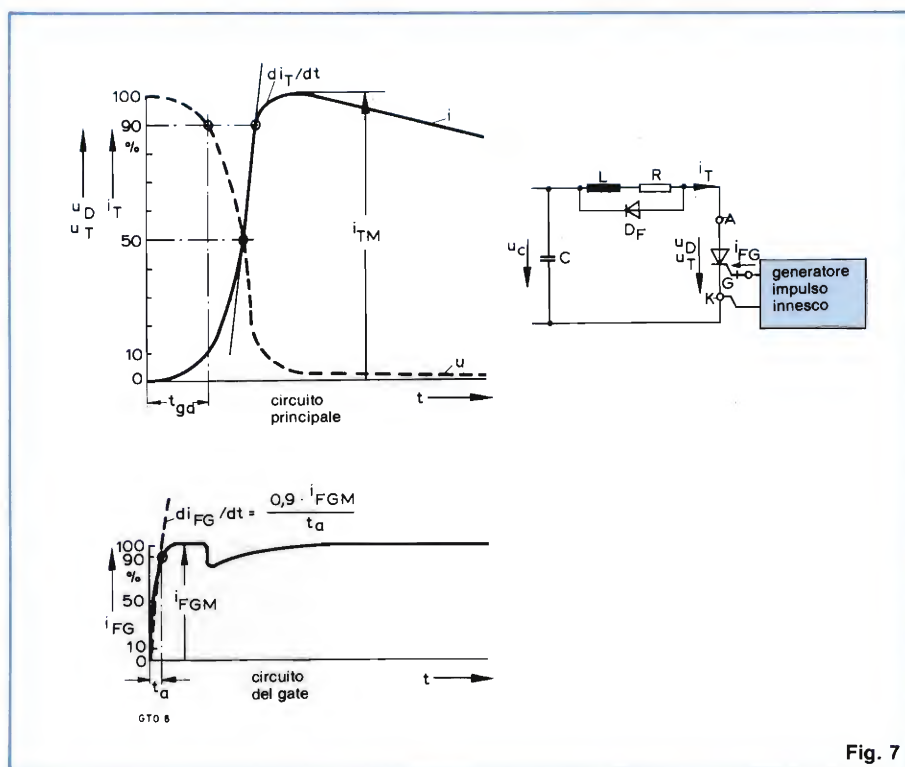 di_T/dt
100
90
%
50
10
0
u_D
u_T
i_T
i
i_TM
u
t_gd
circuito
principale
t
L
R
i_T
D_F
A
u_c
C
u_D
u_T
i_FG
G
K
generatore
impulso
innesco
di_FG/dt = 0,9 · i_FGM / t_a
100
90
%
50
10
0
i_FG
i_FGM
t_a
circuito
del gate
t
GTO 6
Fig. 7